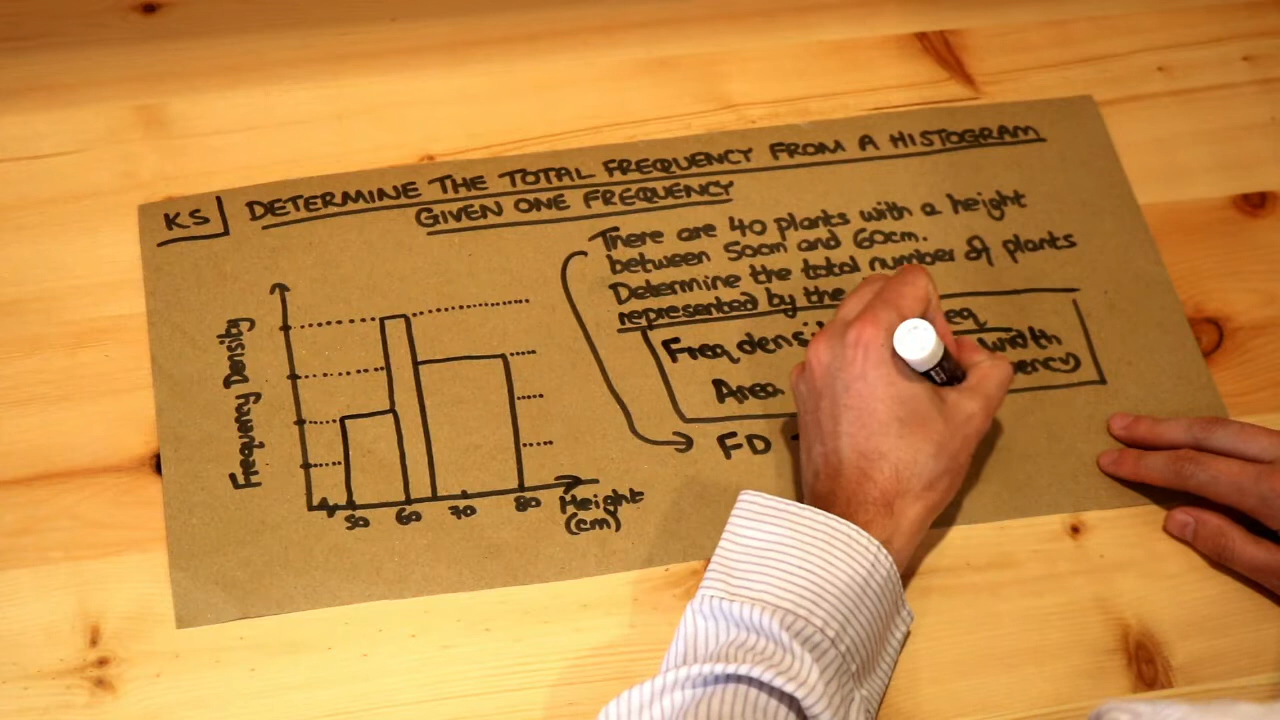 KS DETERMINE THE TOTAL FREQUENCY FROM A HISTOGRAM
GIVEN ONE FREQUENCY
There are 40 plants with a height
between 50cm and 60cm.
Determine the total number of plants
represented by the
Freq
width
Area
FD
Frequency Density
50 60 70 80
Height
(cm)